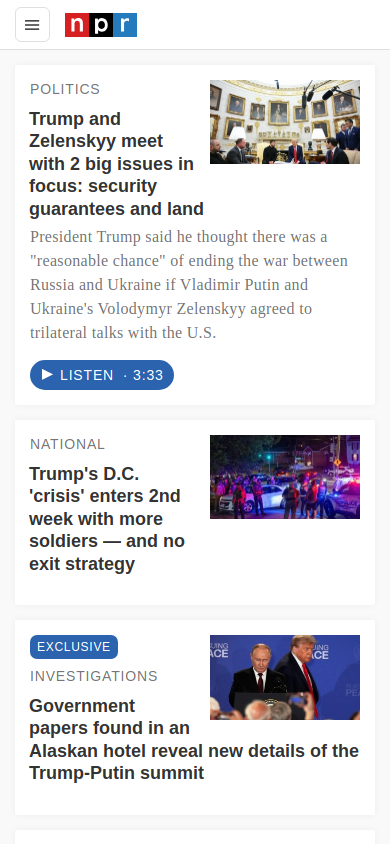 npr
POLITICS
Trump and
Zelenskyy meet
with 2 big issues in
focus: security
guarantees and land
President Trump said he thought there was a
"reasonable chance" of ending the war between
Russia and Ukraine if Vladimir Putin and
Ukraine's Volodymyr Zelenskyy agreed to
trilateral talks with the U.S.
LISTEN · 3:33
NATIONAL
Trump's D.C.
'crisis' enters 2nd
week with more
soldiers — and no
exit strategy
EXCLUSIVE
INVESTIGATIONS
Government
papers found in an
Alaskan hotel reveal new details of the
Trump-Putin summit